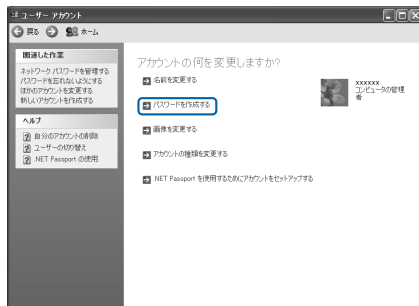 ユーザー アカウント
戻る ホーム
関連した作業
ネットワーク パスワードを管理する
パスワードを忘れないようにする
ほかのアカウントを変更する
新しいアカウントを作成する
ヘルプ
自分のアカウントの削除
ユーザーの切り替え
.NET Passport の使用
アカウントの何を変更しますか?
名前を変更する
パスワードを作成する
画像を変更する
アカウントの種類を変更する
.NET Passport を使用するためにアカウントをセットアップする
xxxxxx
コンピュータの管理
者